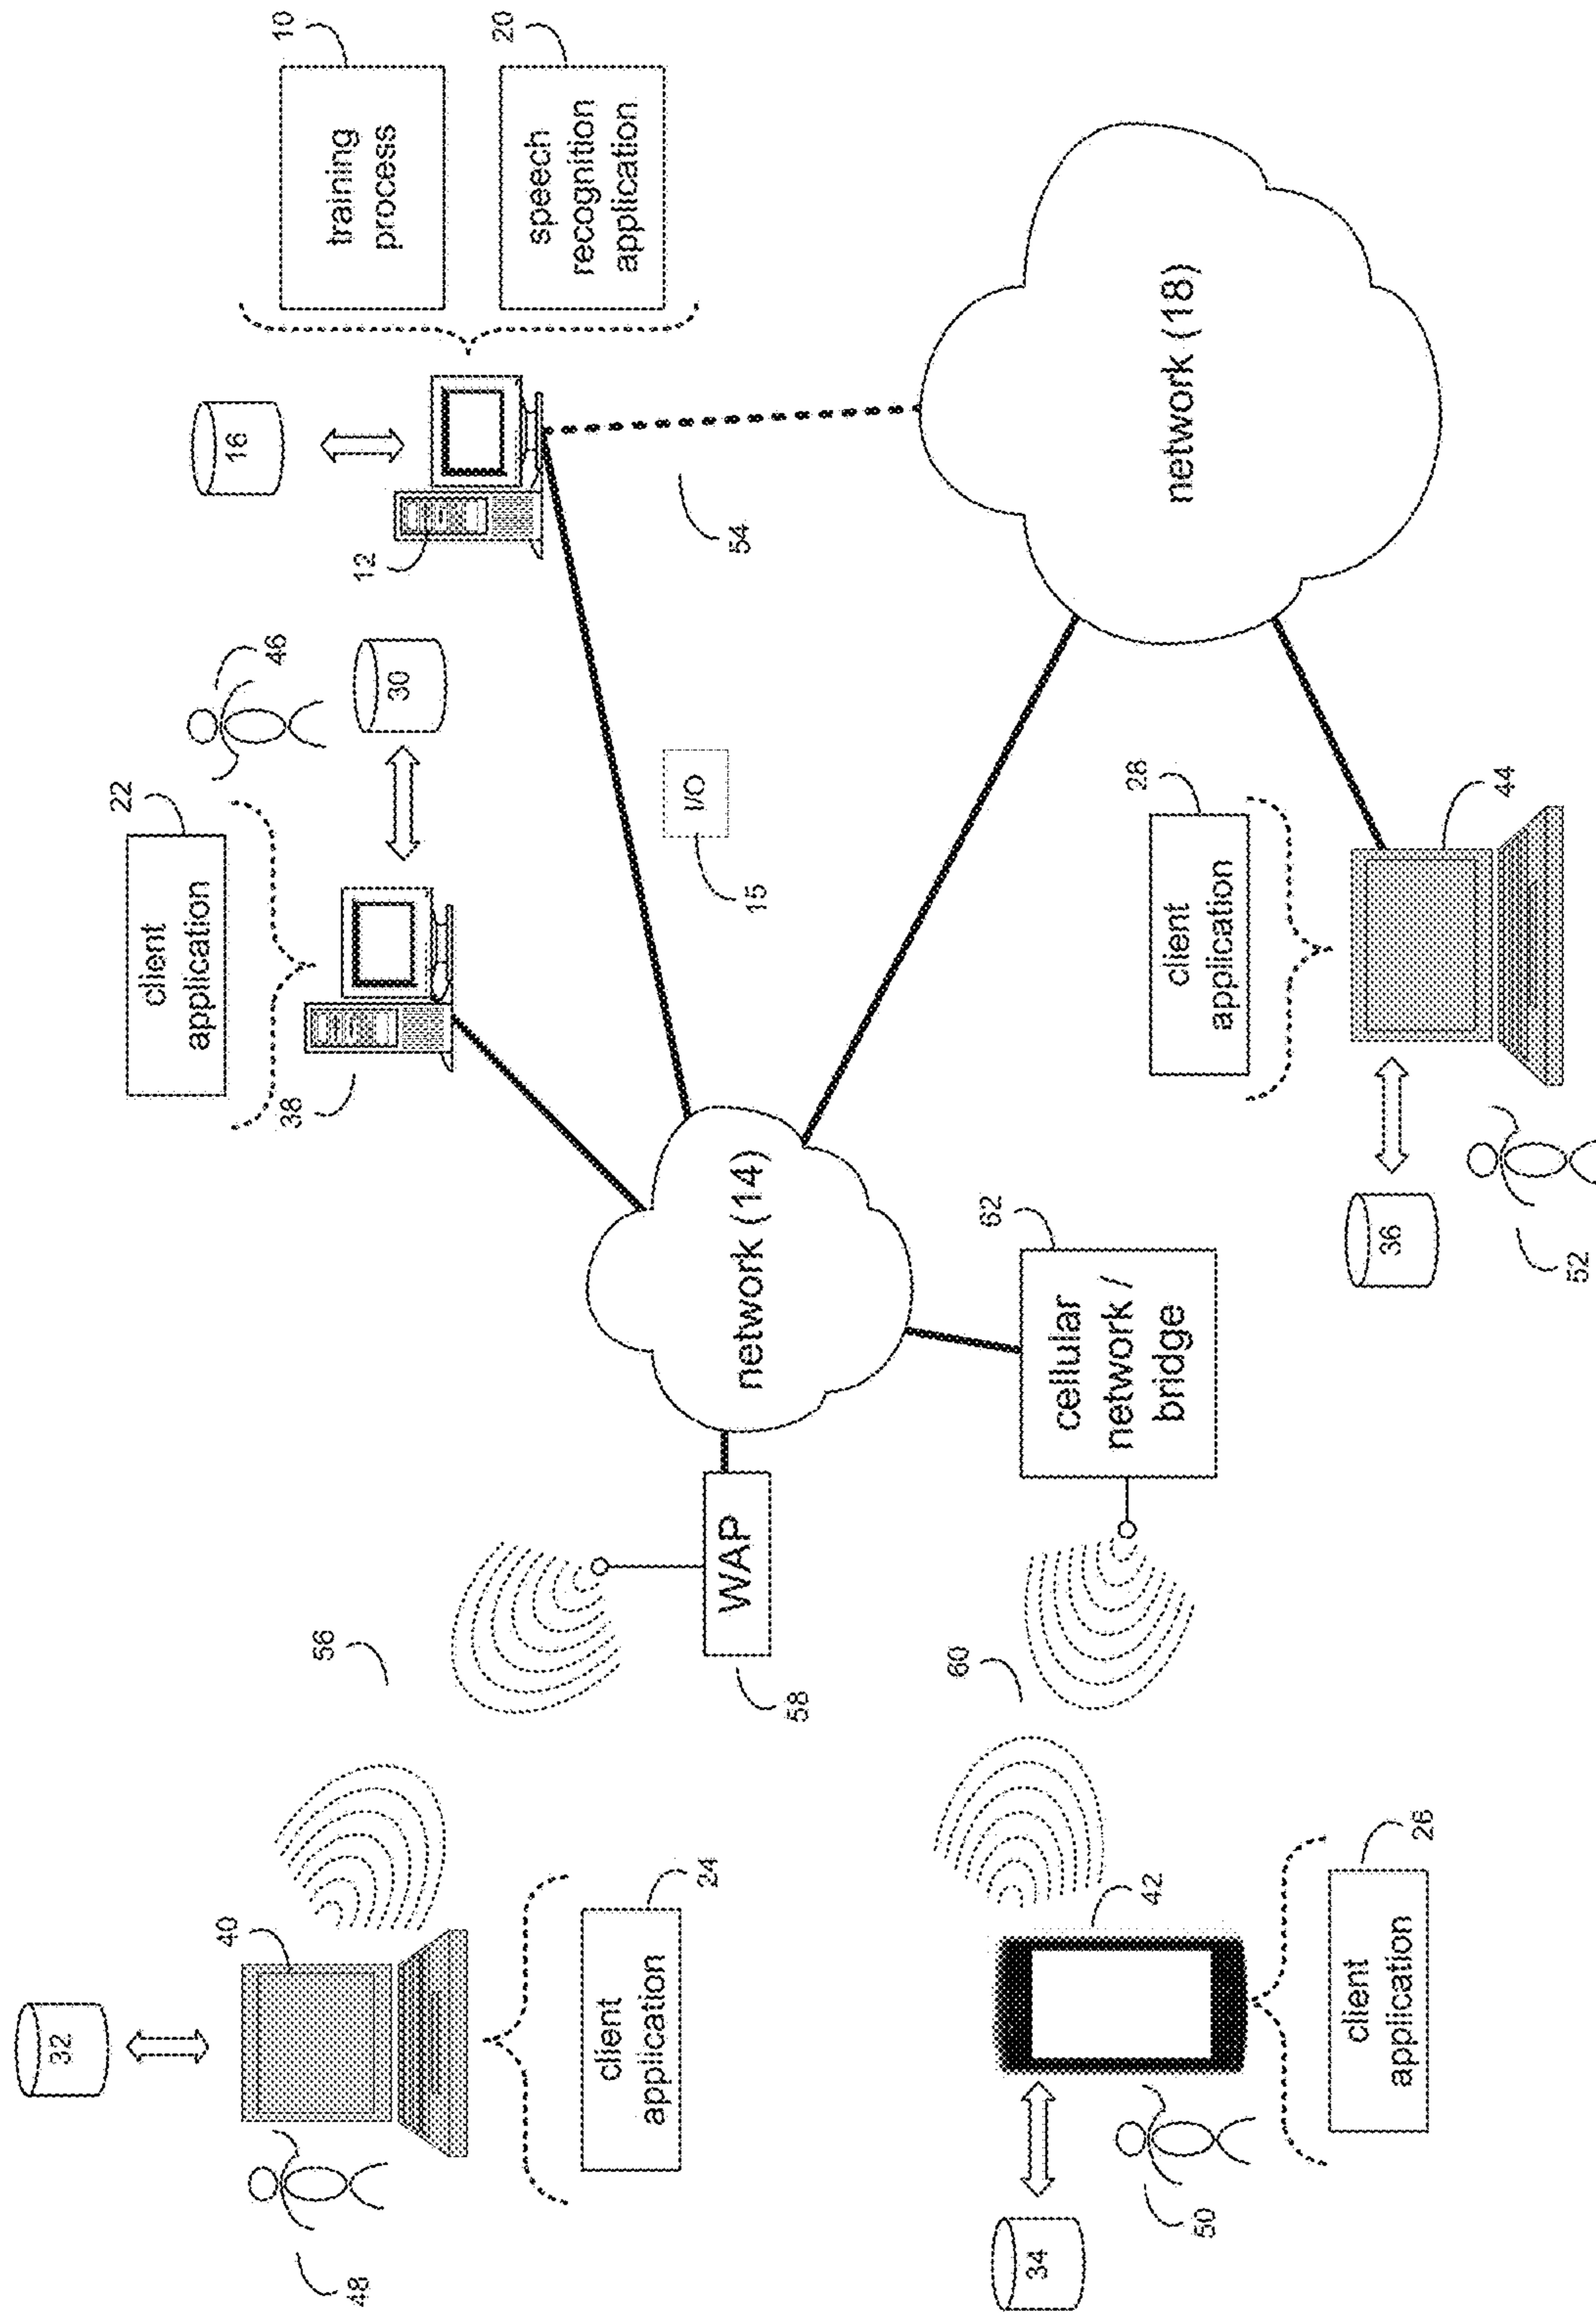 32
22
client
application
16
40
46
10
38
56
training
process
48
12
30
20
speech
recognition
application
client
application
24
I/O
WAP
54
network (14)
15
58
60
62
34
cellular
network /
bridge
28
42
network (18)
client
application
50
client
application
26
36
44
52